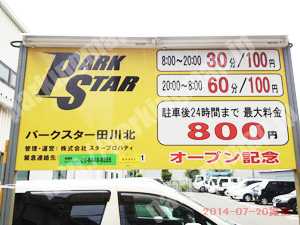 PARK STAR
パークスター田川北
管理・運営：株式会社 スタープロパティ
緊急連絡先
1
8:00~20:00 30分/100円
20:00~8:00 60分/100円
駐車後24時間まで 最大料金
800円
オープン記念
2014-07-20